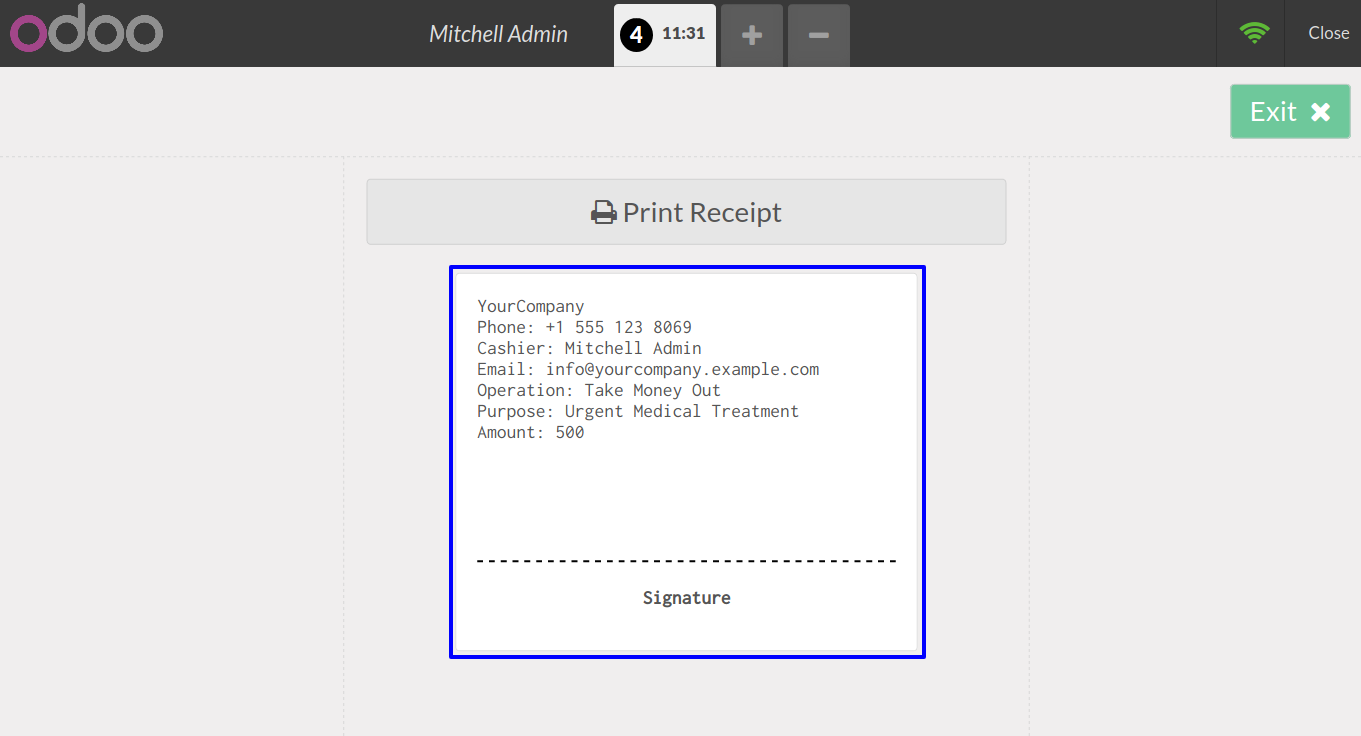 odoo
Mitchell Admin
4 11:31
Close
Exit
Print Receipt
YourCompany
Phone: +1 555 123 8069
Cashier: Mitchell Admin
Email: info@yourcompany.example.com
Operation: Take Money Out
Purpose: Urgent Medical Treatment
Amount: 500
Signature